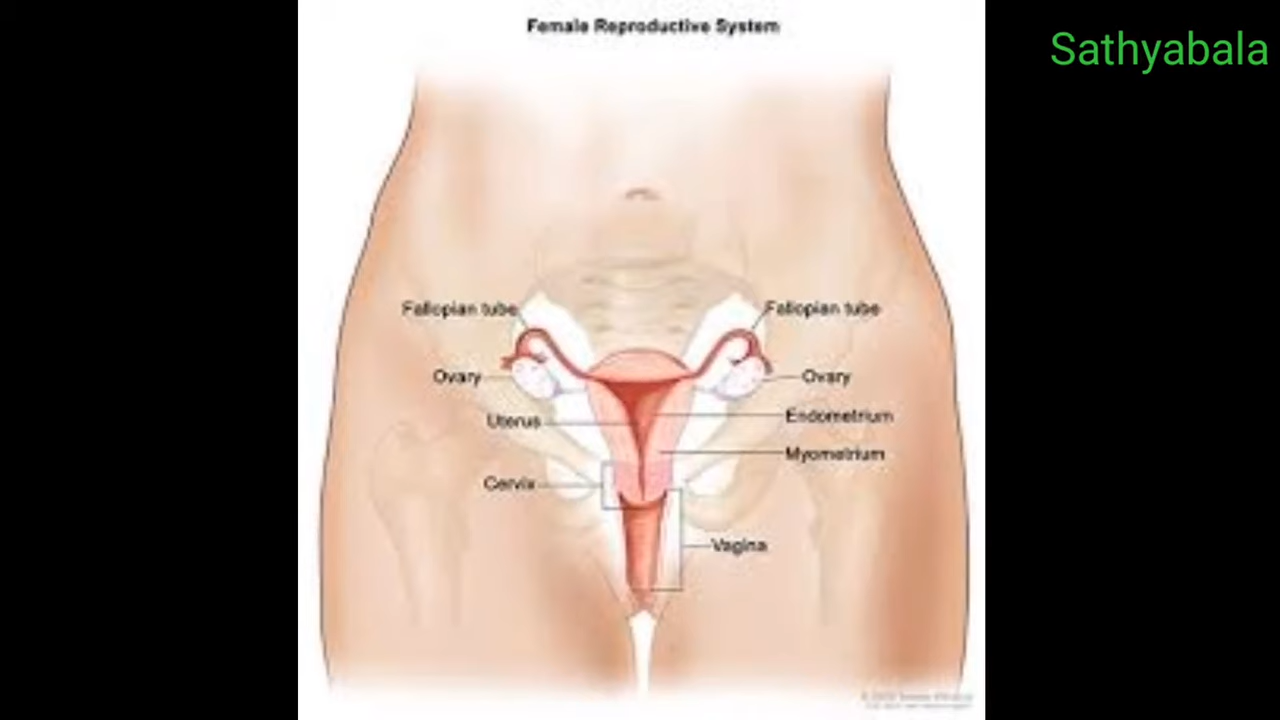 Female Reproductive System
Sathyabala
Fallopian tube
Fallopian tube
Ovary
Ovary
Uterus
Endometrium
Myometrium
Cervix
Vagina